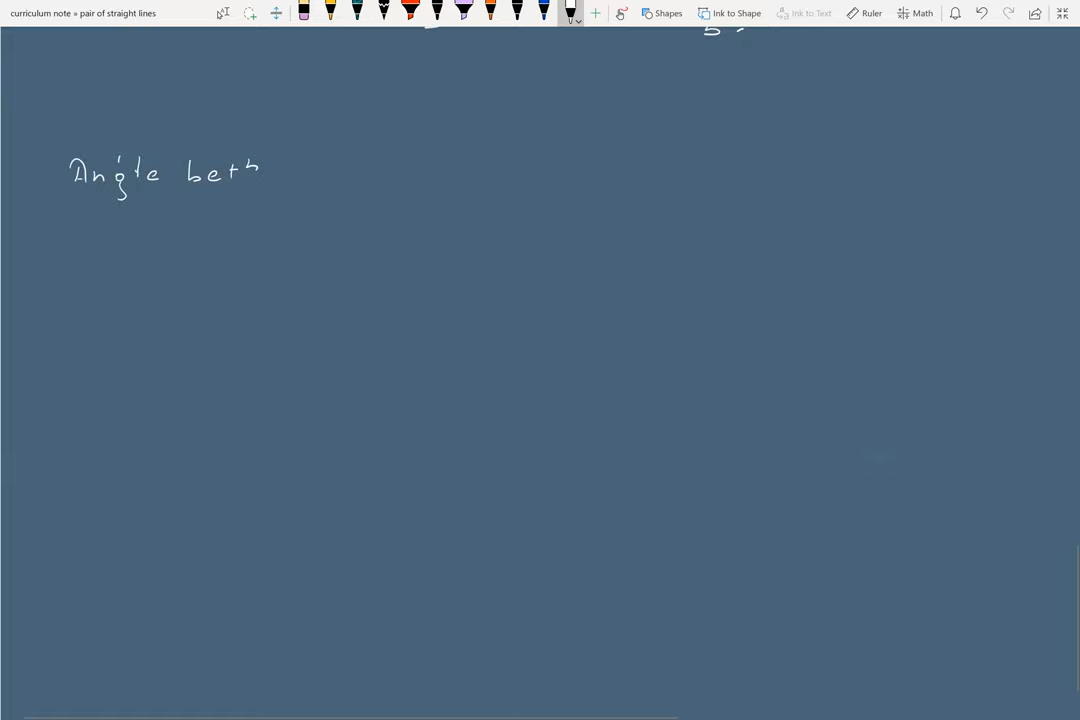 curriculum note » pair of straight lines
Shapes
Ink to Shape
Ink to Text
Ruler
Math
Angle betn